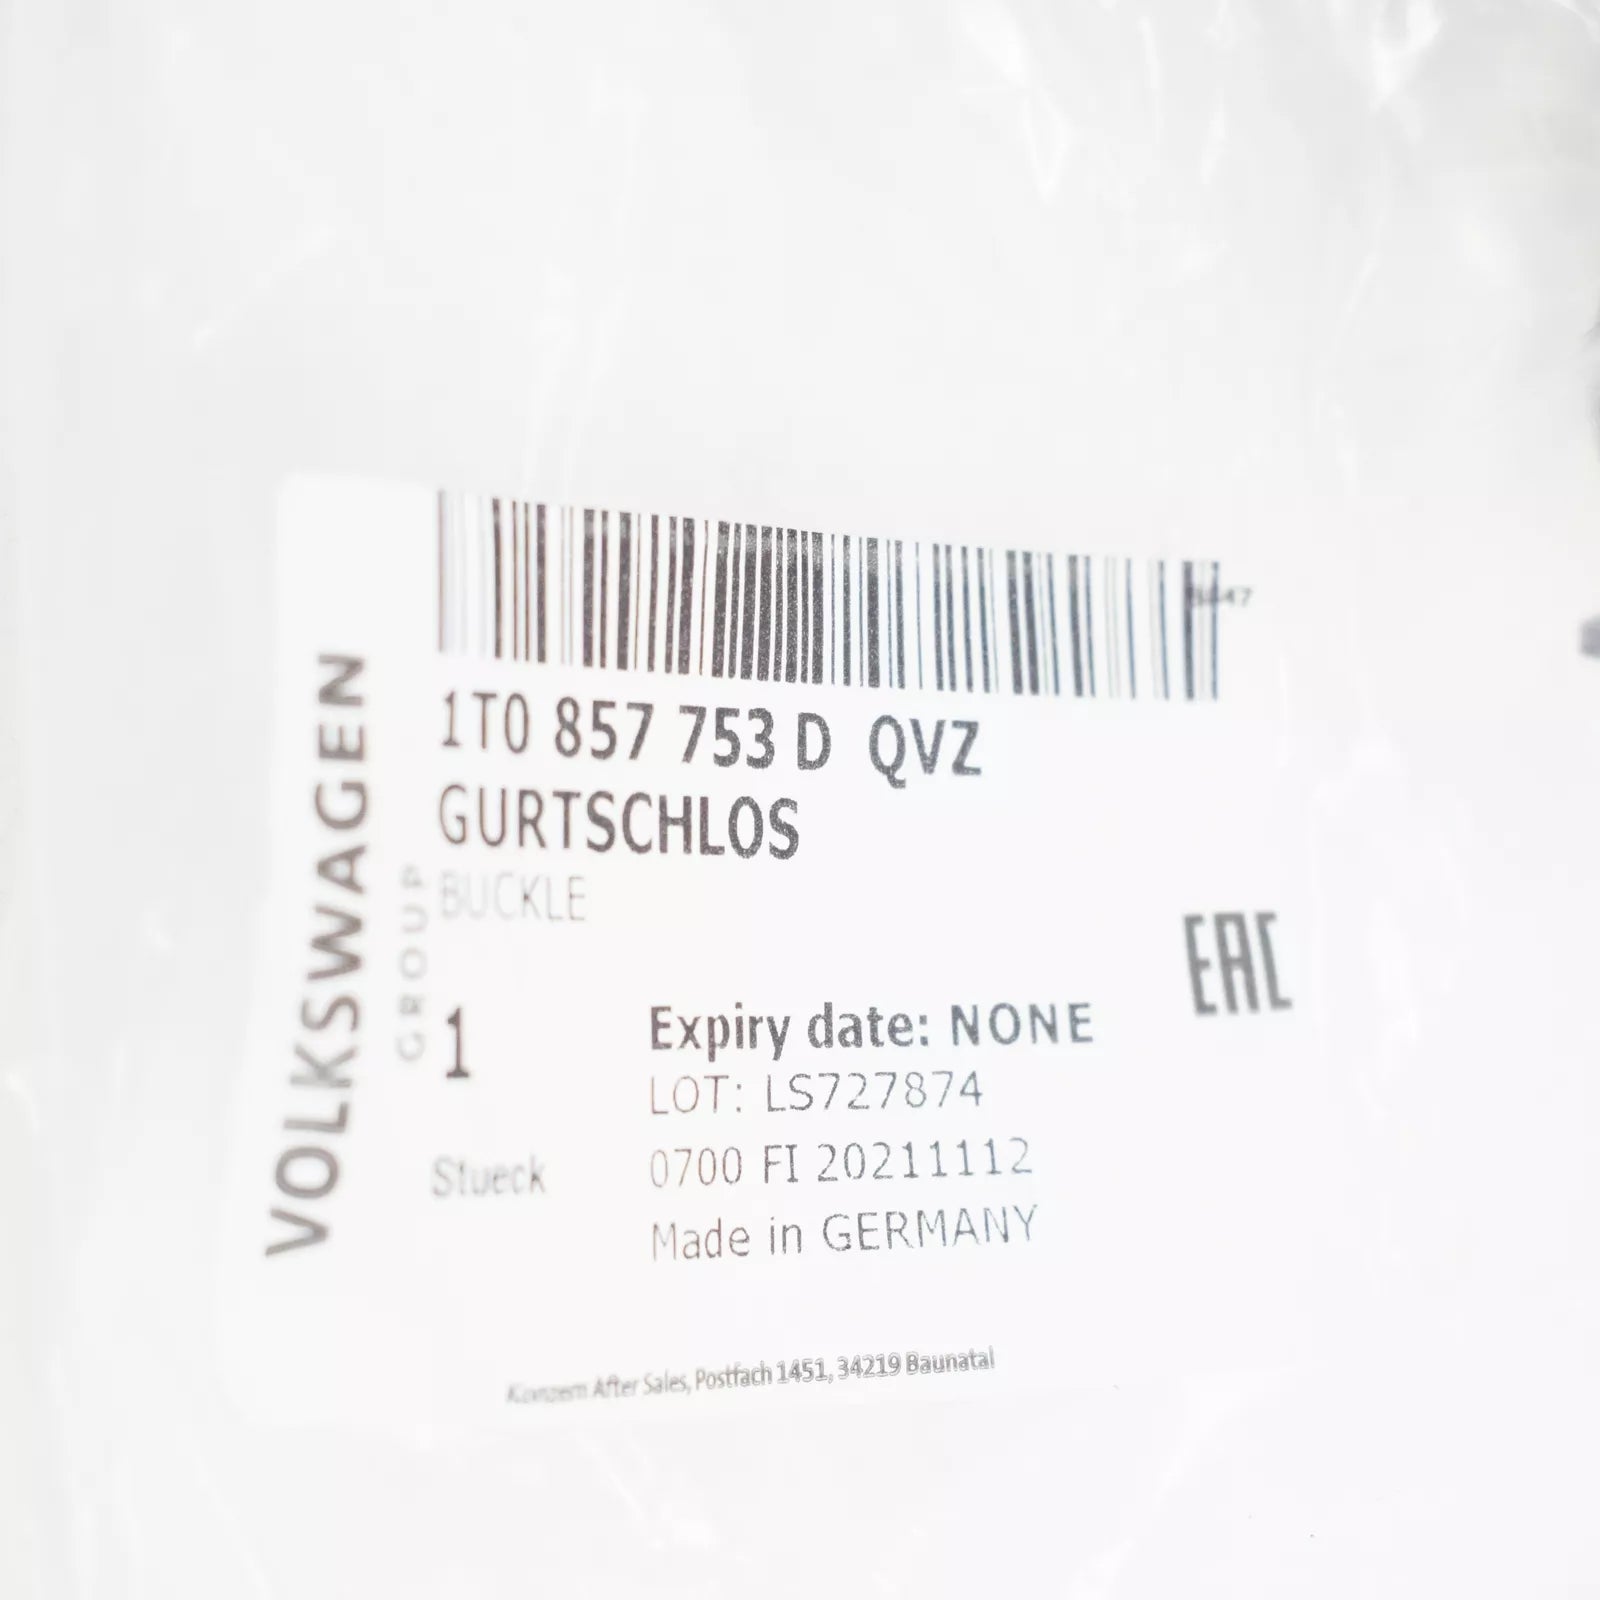 VOLKSWAGEN
GROUP
1T0 857 753 D QVZ
GURTSCHLOS
BUCKLE
EAC
1
Expiry date: NONE
LOT: LS727874
Stueck
0700 FI 20211112
Made in GERMANY
Konzern After Sales, Postfach 1451, 34219 Baunatal